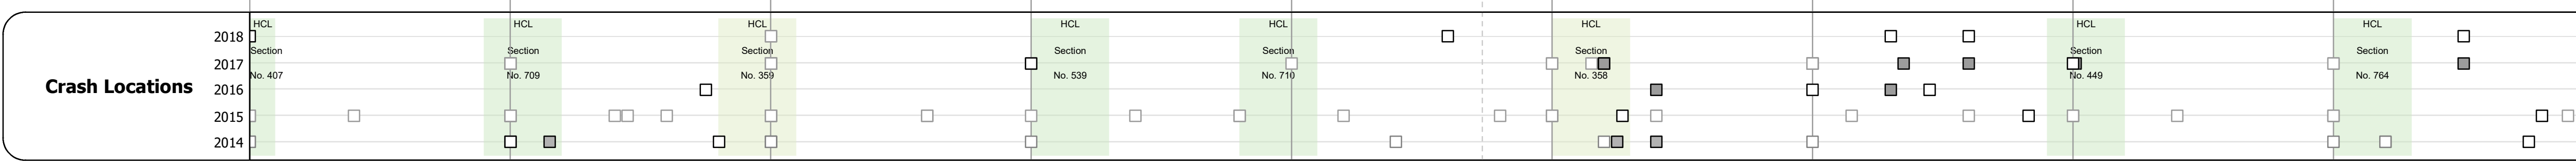 HCL HCL HCL HCL HCL HCL HCL HCL
2018
Section Section Section Section Section Section Section Section
2017
No. 407 No. 709 No. 359 No. 539 No. 710 No. 358 No. 449 No. 764
Crash Locations
2016
2015
2014